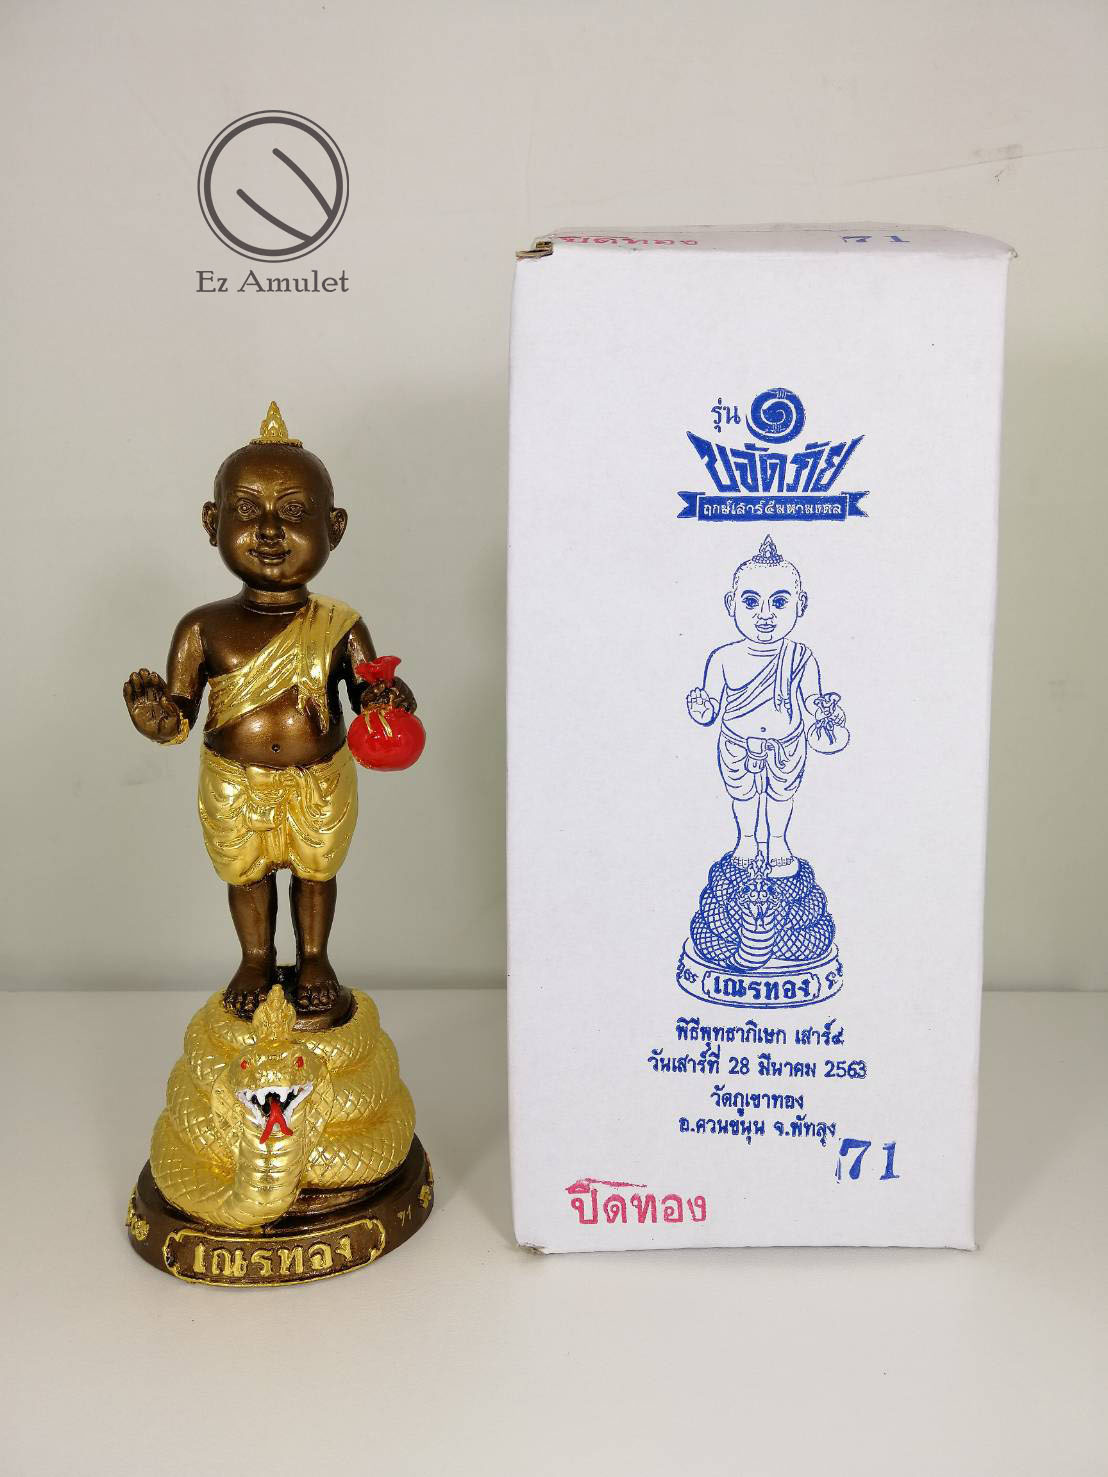 Ez Amulet
ปิดทอง 71
รุ่น ๑
ขจัดภัย
ฤกษ์เสาร์๕มหามงคล
เณรทอง
พิธีพุทธาภิเษก เสาร์๕
วันเสาร์ที่ 28 มีนาคม 2563
วัดภูเขาทอง
อ.ควนขนุน จ.พัทลุง
71
ปิดทอง
เณรทอง
71